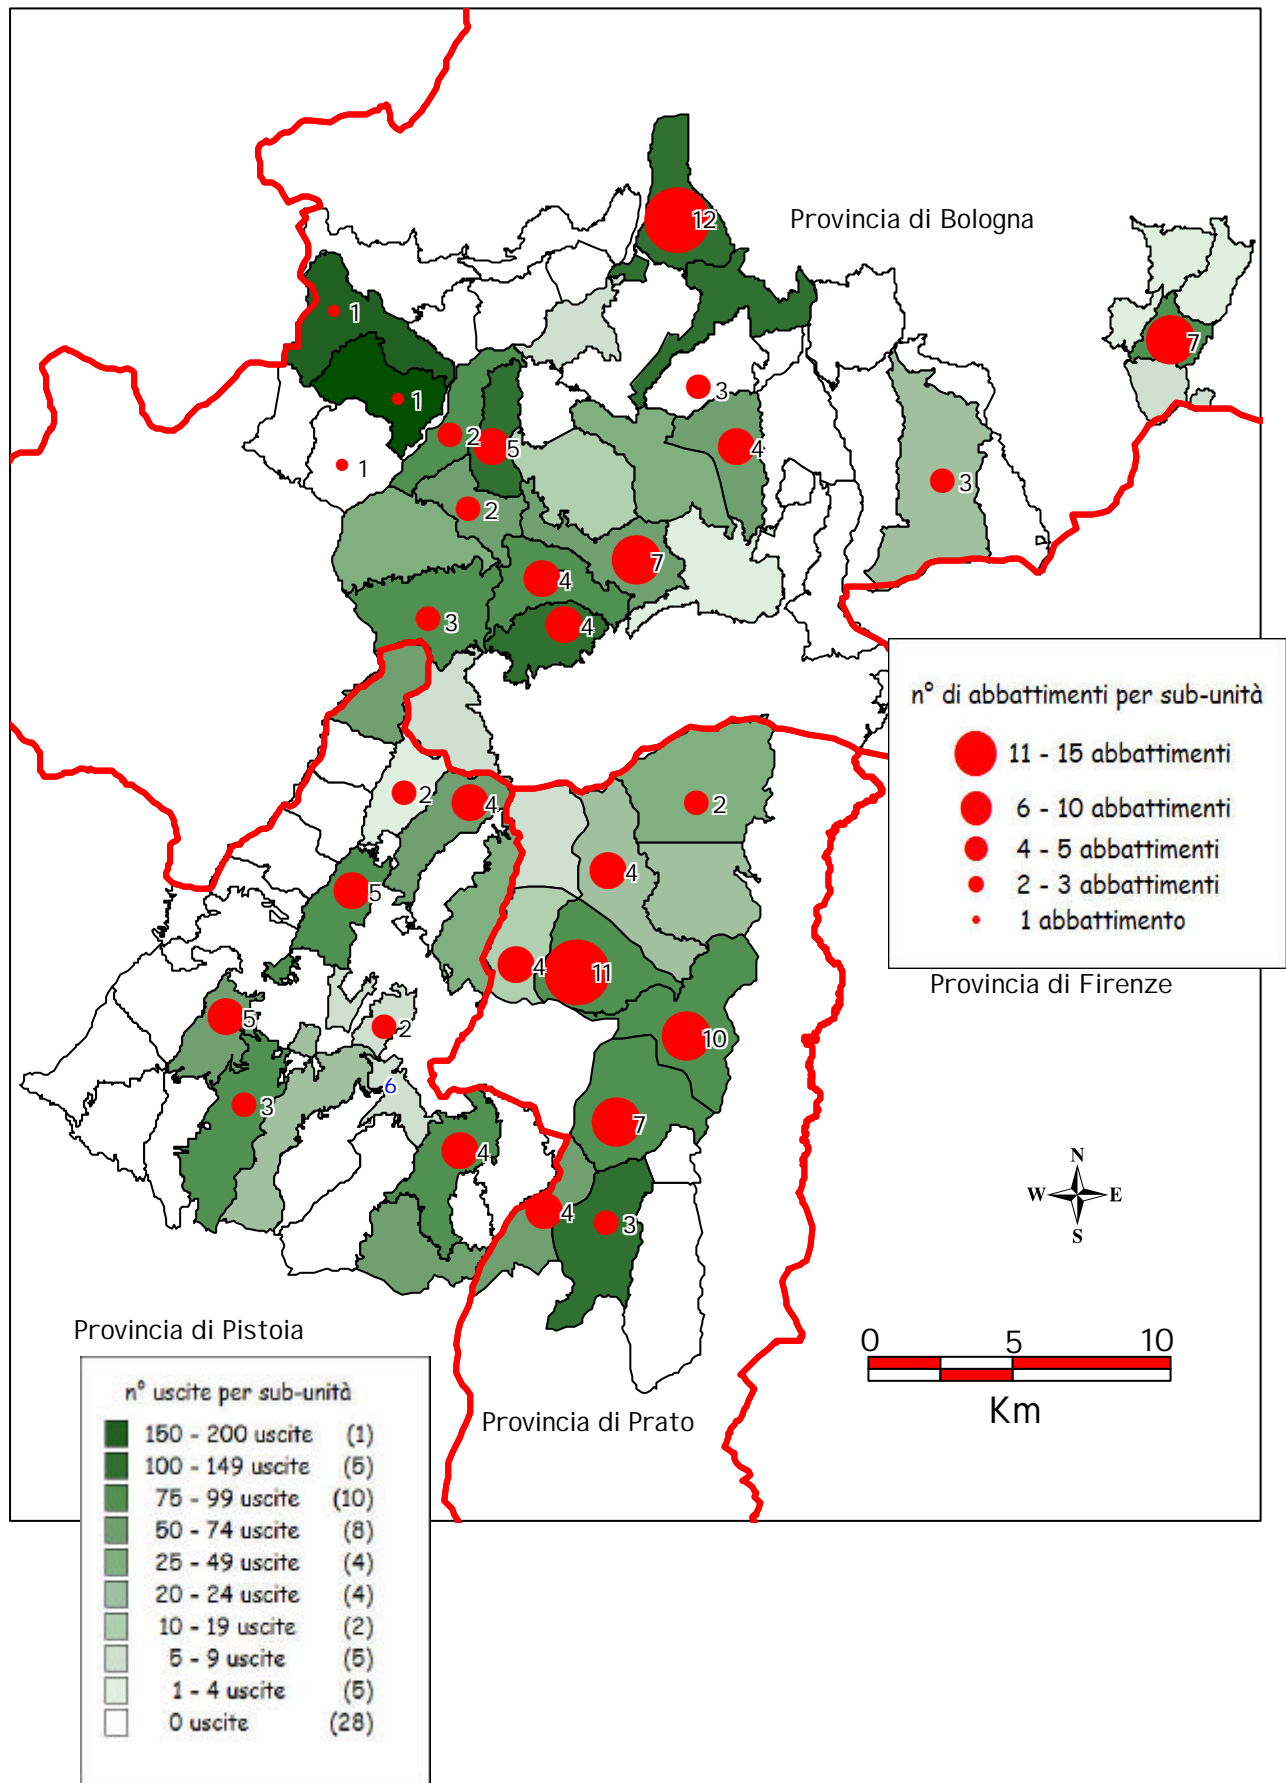 12
Provincia di Bologna
1
7
3
1
2
5
4
1
3
2
7
4
3
4
n° di abbattimenti per sub-unità
11 - 15 abbattimenti
6 - 10 abbattimenti
4 - 5 abbattimenti
2 - 3 abbattimenti
1 abbattimento
2
4
2
4
5
4
11
Provincia di Firenze
5
2
10
6
3
7
4
N
W E
S
4
3
Provincia di Pistoia
0 5 10
Km
Provincia di Prato
n° uscite per sub-unità
150 - 200 uscite (1)
100 - 149 uscite (5)
75 - 99 uscite (10)
50 - 74 uscite (8)
25 - 49 uscite (4)
20 - 24 uscite (4)
10 - 19 uscite (2)
5 - 9 uscite (5)
1 - 4 uscite (5)
0 uscite (28)